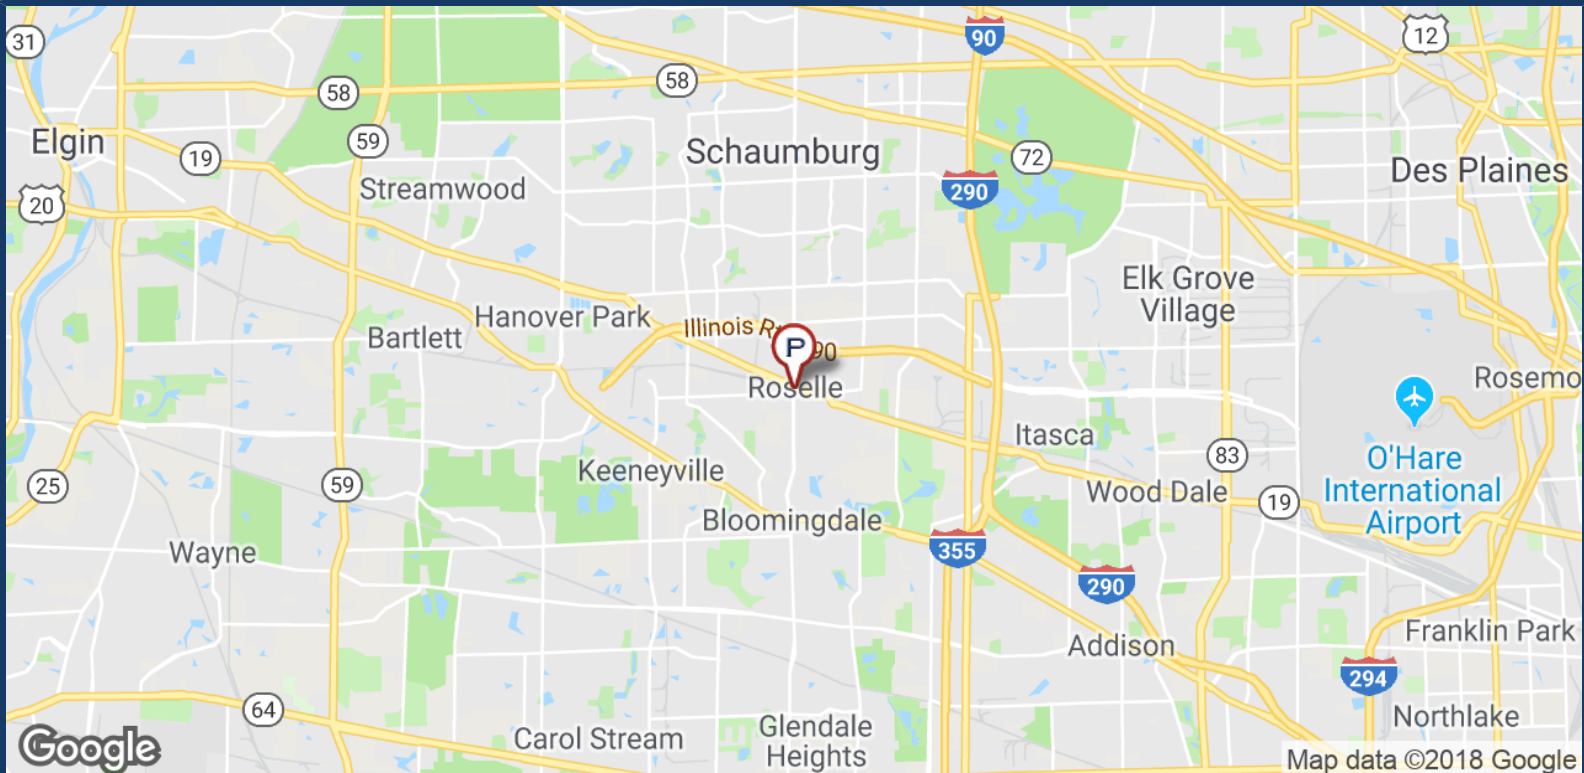 31
90
12
58
58
Elgin
19
59
Schaumburg
72
Des Plaines
20
Streamwood
290
Elk Grove
Village
Hanover Park
Illinois
Bartlett
P
90
Roselle
Rosemo
Itasca
O'Hare
International
Airport
25
59
Keeneyville
83
Wood Dale
19
Bloomingdale
355
Wayne
290
Addison
Franklin Park
294
64
Northlake
Carol Stream
Glendale
Heights
Google
Map data ©2018 Google